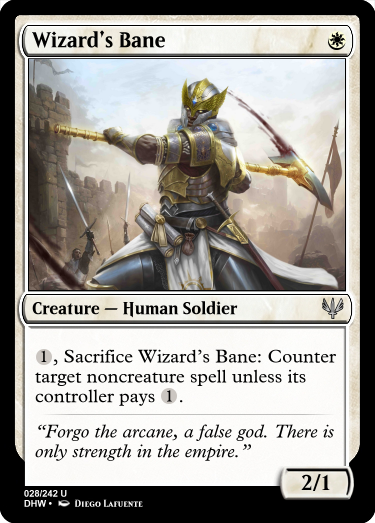 Wizard's Bane
Creature — Human Soldier
1, Sacrifice Wizard's Bane: Counter
target noncreature spell unless its
controller pays 1.
"Forgo the arcane, a false god. There is
only strength in the empire."
2/1
028/242 U
DHW • Diego Lafuente